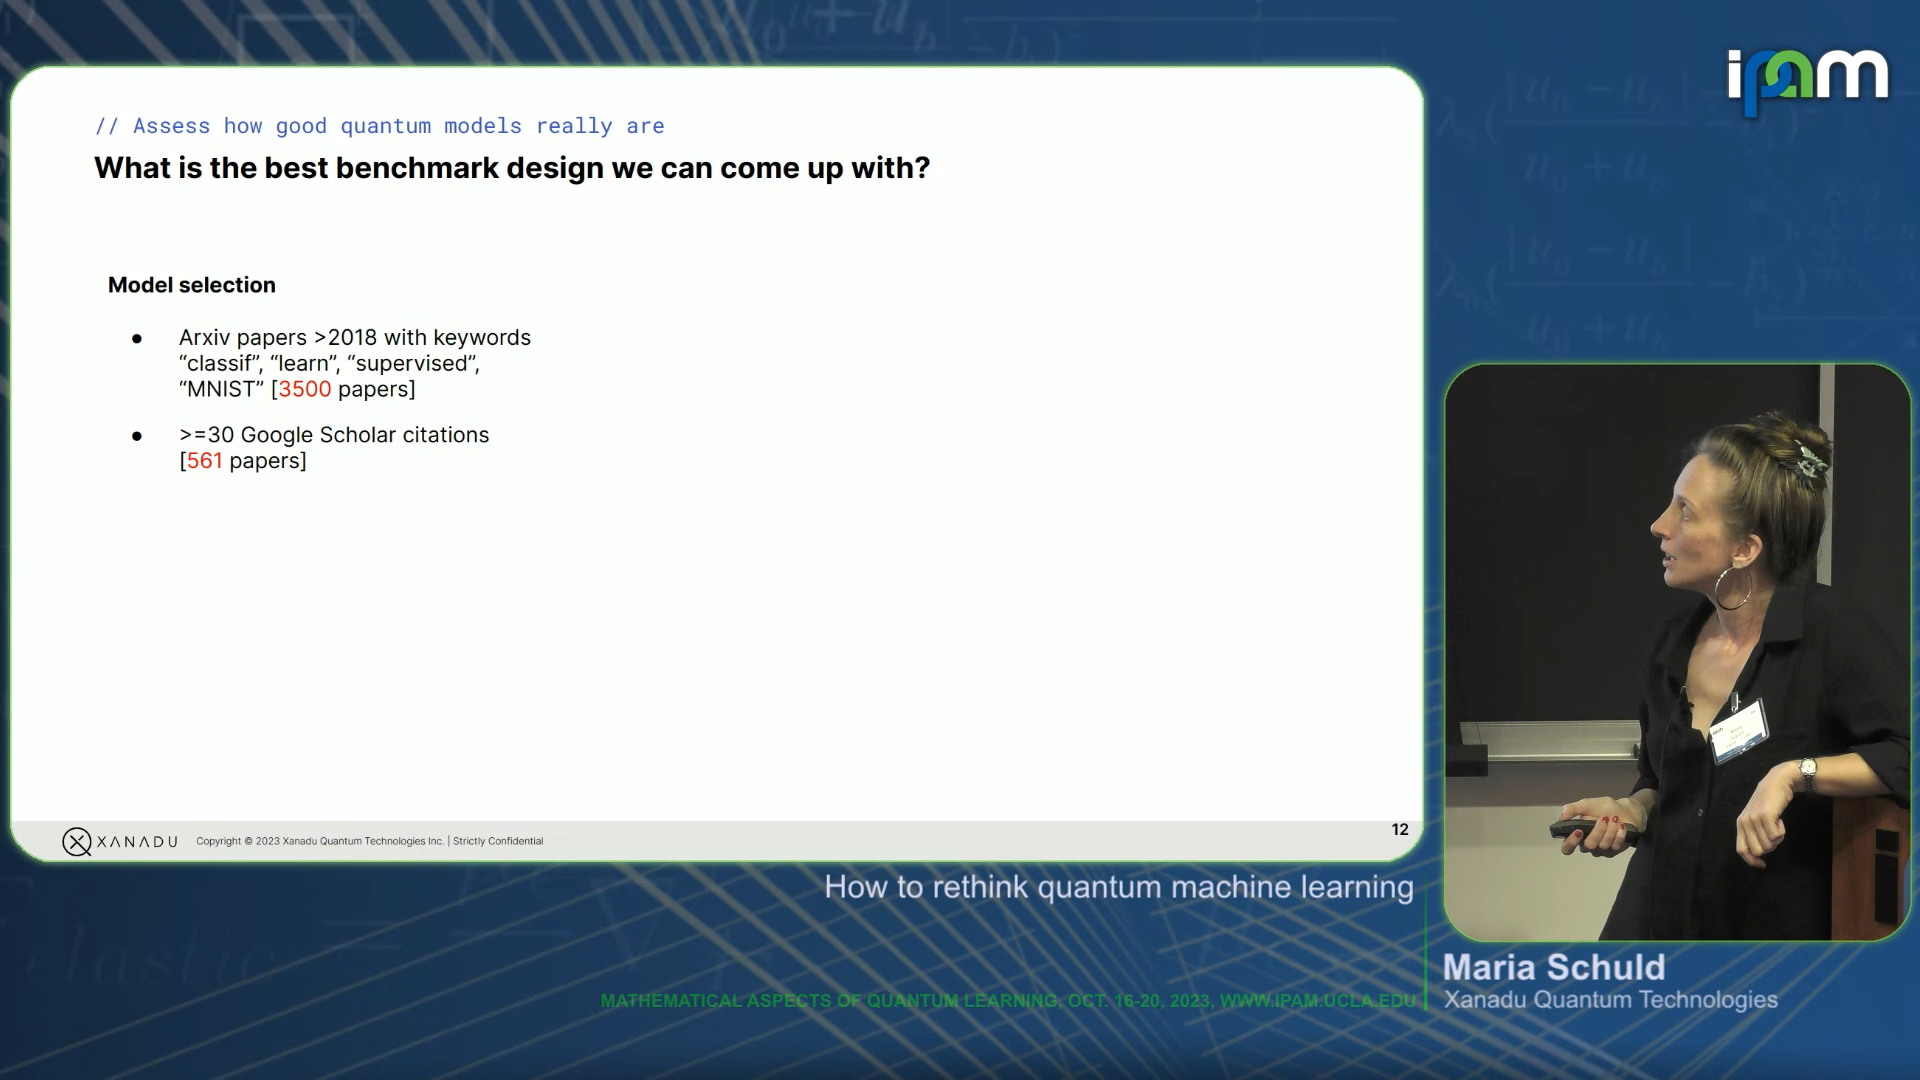 ipam
// Assess how good quantum models really are
What is the best benchmark design we can come up with?
Model selection
● Arxiv papers >2018 with keywords
“classif”, “learn”, “supervised”,
“MNIST” [3500 papers]
● >=30 Google Scholar citations
[561 papers]
XANADU Copyright © 2023 Xanadu Quantum Technologies Inc. | Strictly Confidential
12
How to rethink quantum machine learning
Maria Schuld
Xanadu Quantum Technologies
MATHEMATICAL ASPECTS OF QUANTUM LEARNING, OCT. 16-20, 2023, WWW.IPAM.UCLA.EDU
elastic